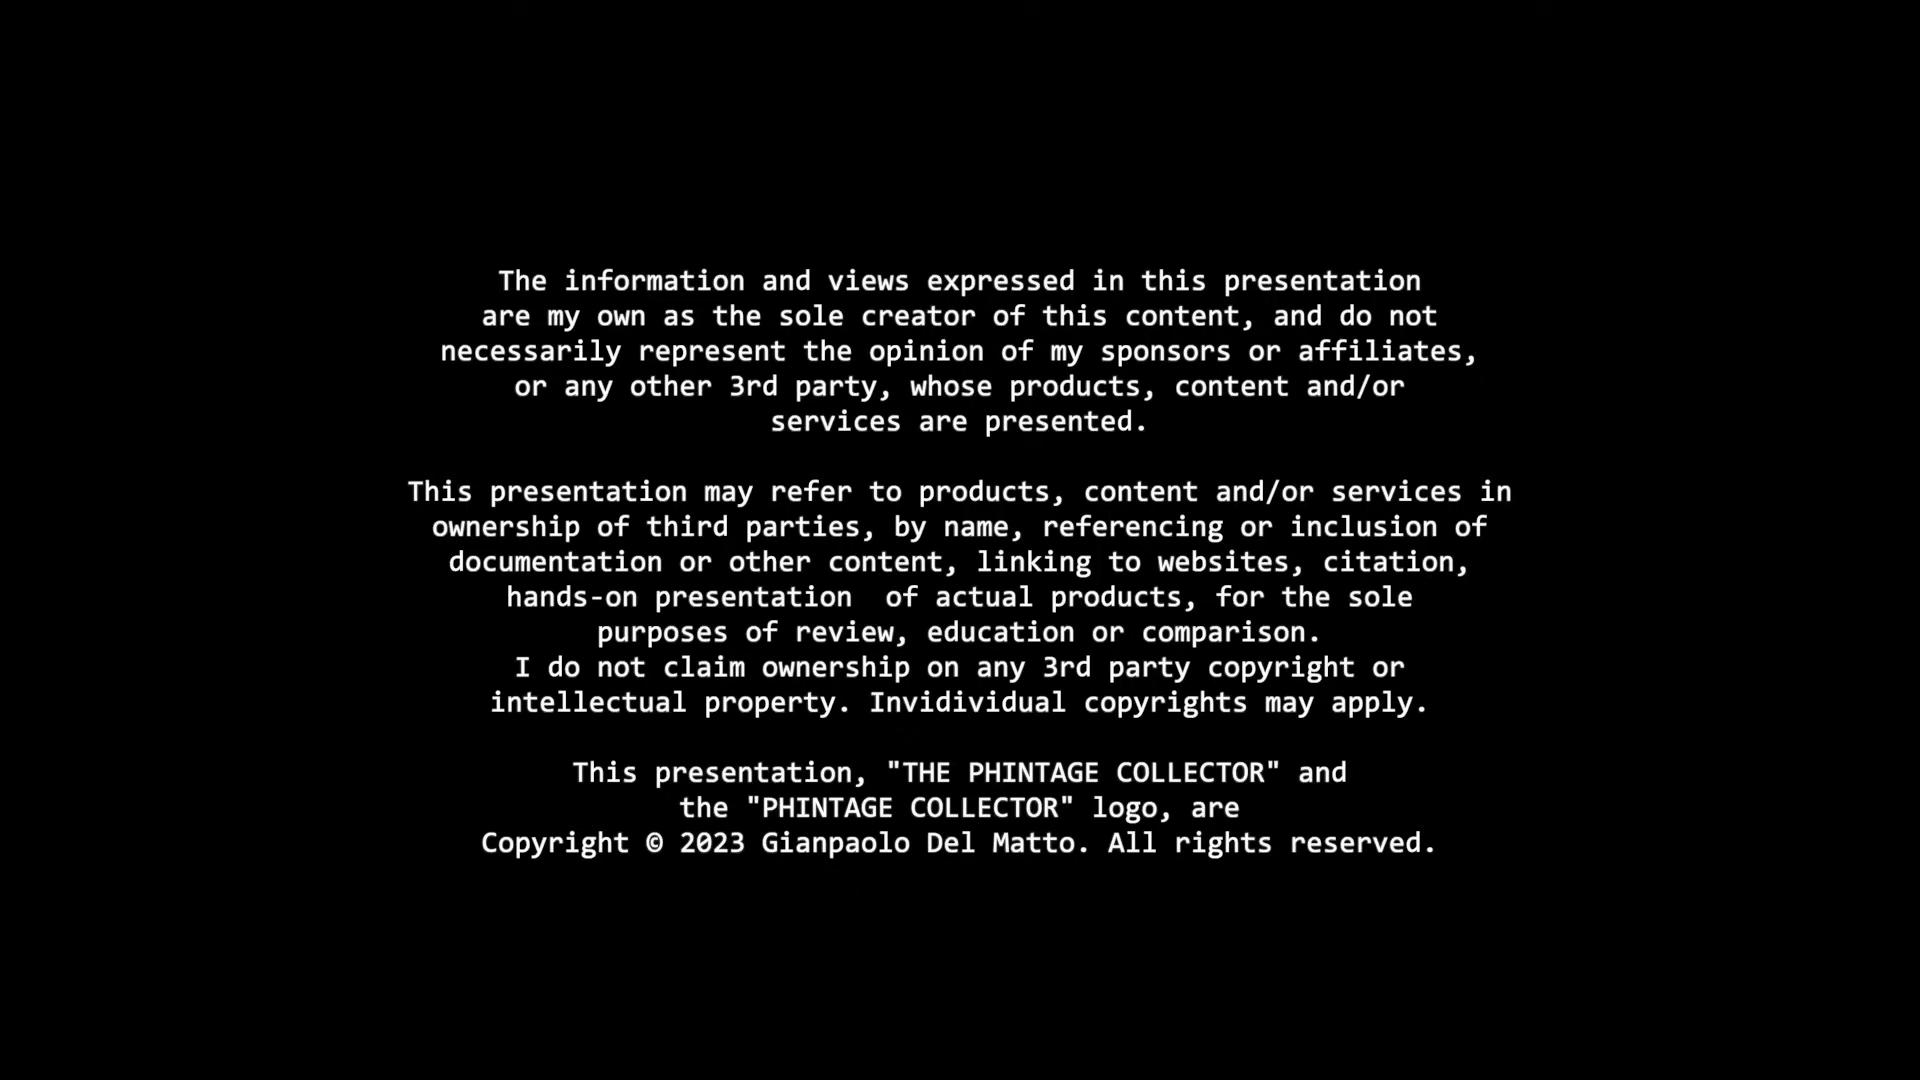 The information and views expressed in this presentation
are my own as the sole creator of this content, and do not
necessarily represent the opinion of my sponsors or affiliates,
or any other 3rd party, whose products, content and/or
services are presented.
This presentation may refer to products, content and/or services in
ownership of third parties, by name, referencing or inclusion of
documentation or other content, linking to websites, citation,
hands-on presentation  of actual products, for the sole
purposes of review, education or comparison.
I do not claim ownership on any 3rd party copyright or
intellectual property. Invidividual copyrights may apply.
This presentation, "THE PHINTAGE COLLECTOR" and
the "PHINTAGE COLLECTOR" logo, are
Copyright © 2023 Gianpaolo Del Matto. All rights reserved.